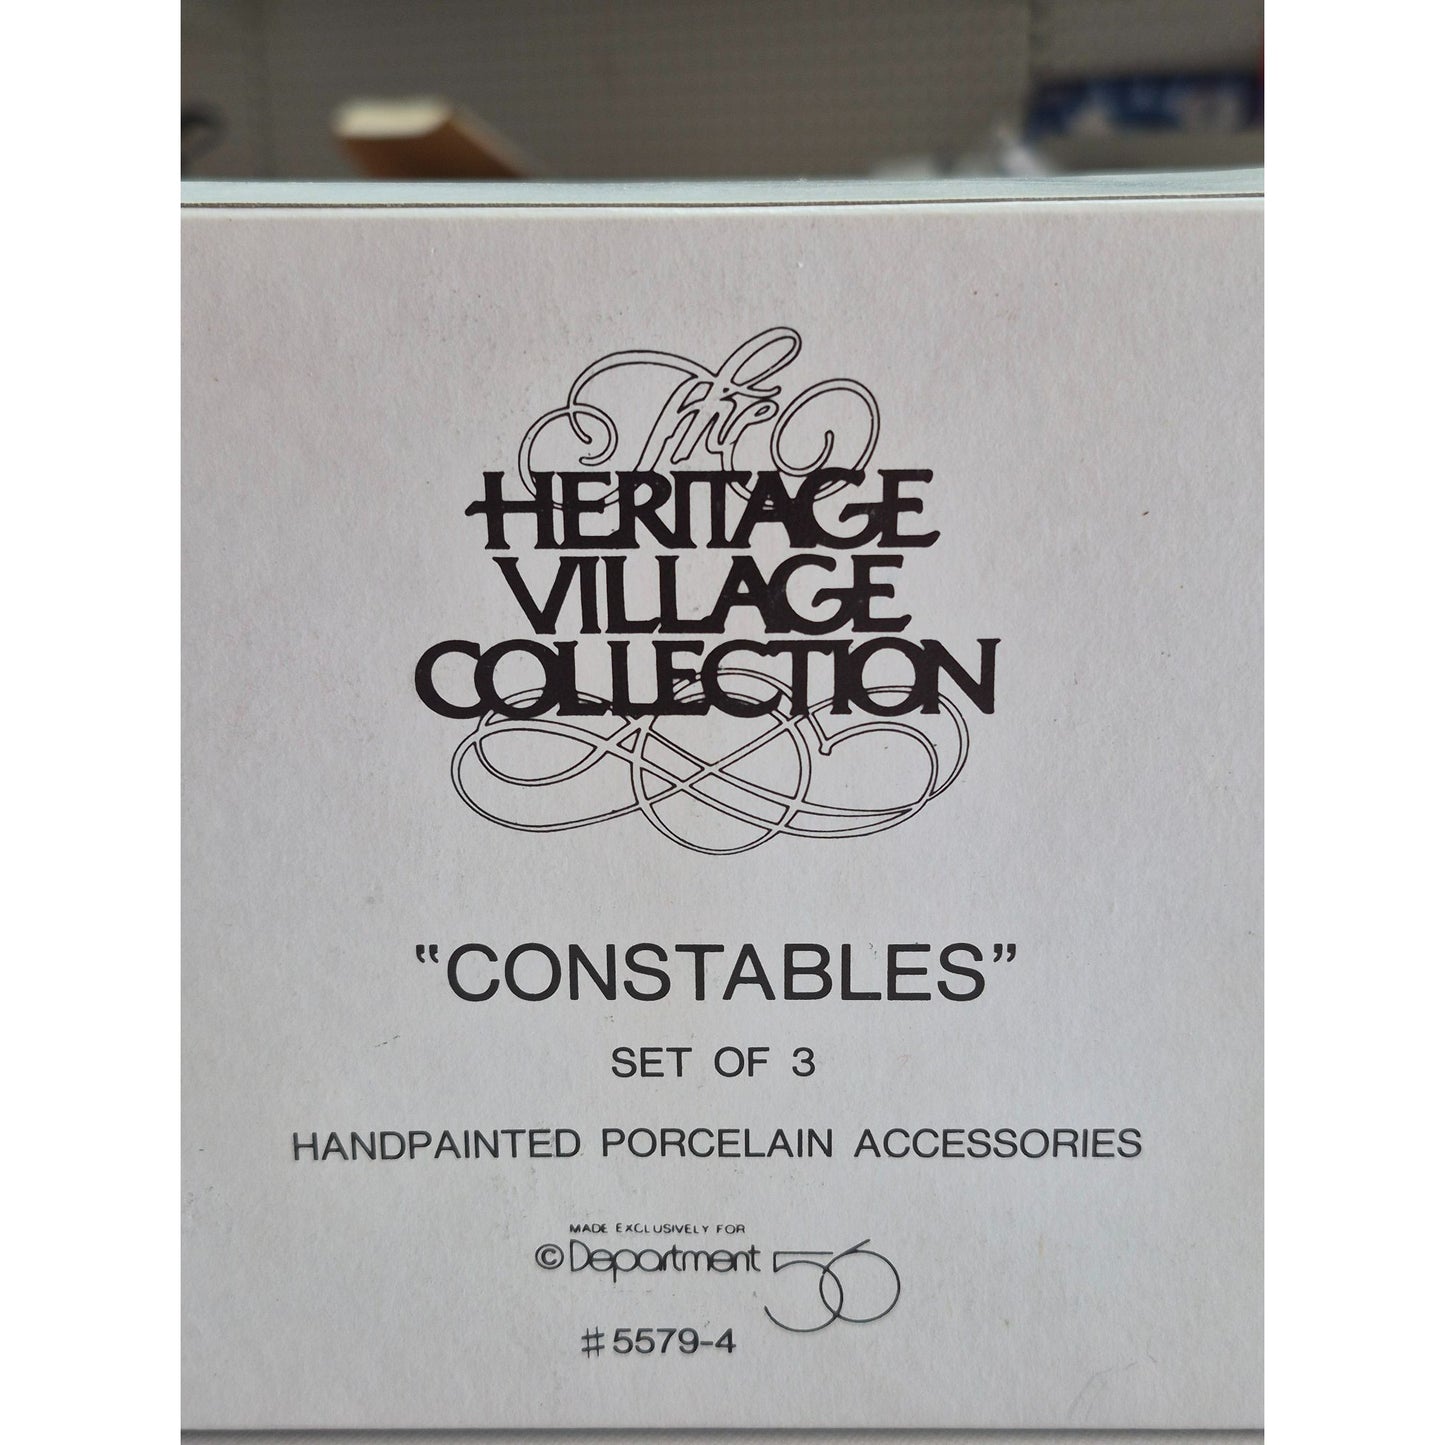 The
HERITAGE
VILLAGE
COLLECTION
"CONSTABLES"
SET OF 3
HANDPAINTED PORCELAIN ACCESSORIES
MADE EXCLUSIVELY FOR
©Department 56
#5579-4